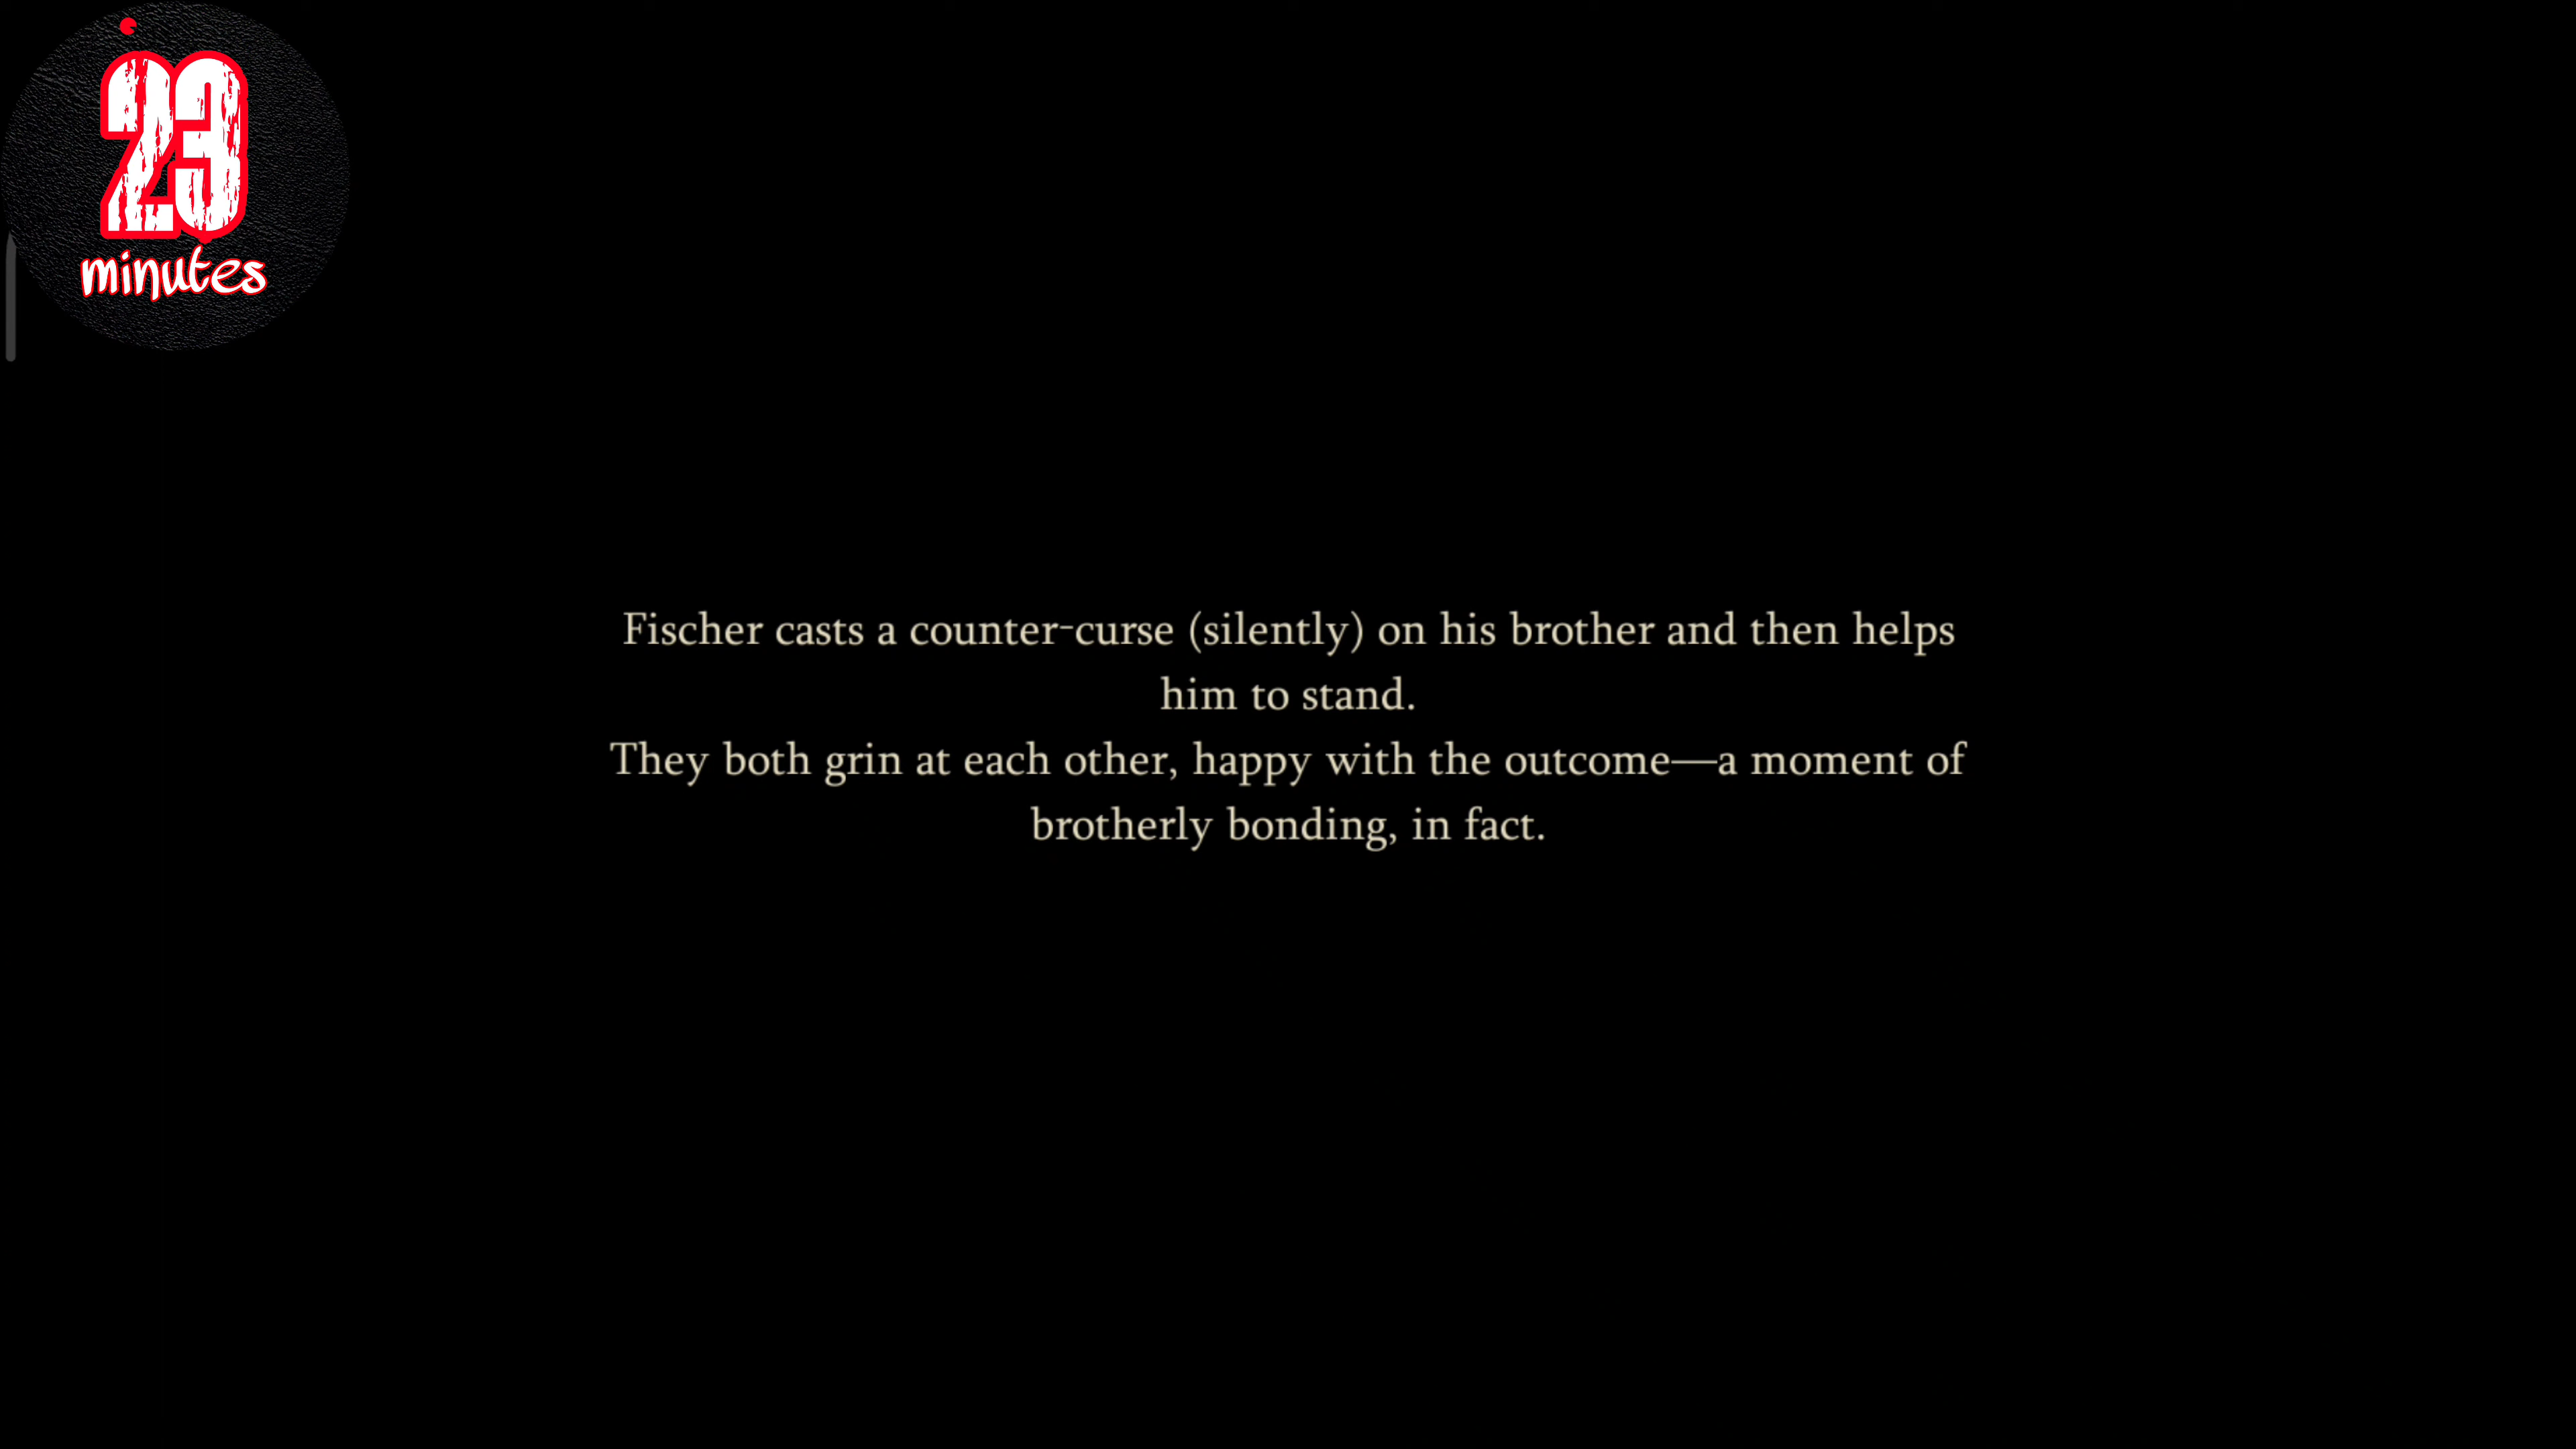 23
minutes
Fischer casts a counter-curse (silently) on his brother and then helps
him to stand.
They both grin at each other, happy with the outcome—a moment of
brotherly bonding, in fact.